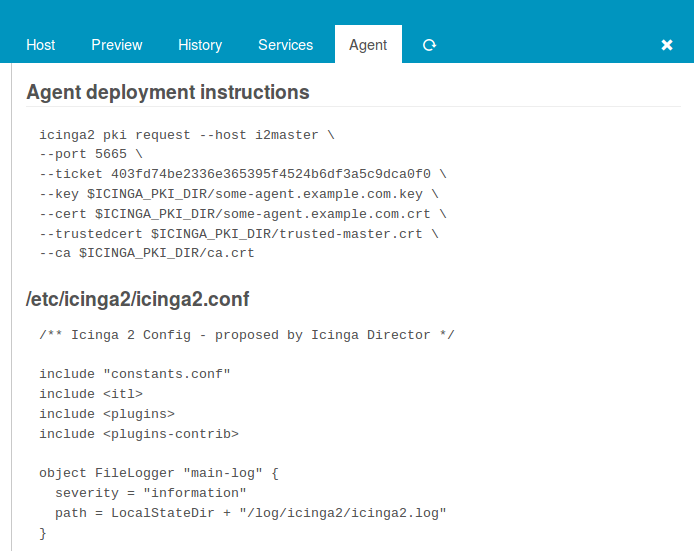 Host Preview History Services Agent
Agent deployment instructions
icinga2 pki request --host i2master \
--port 5665 \
--ticket 403fd74be2336e365395f4524b6df3a5c9dca0f0 \
--key $ICINGA_PKI_DIR/some-agent.example.com.key \
--cert $ICINGA_PKI_DIR/some-agent.example.com.crt \
--trustedcert $ICINGA_PKI_DIR/trusted-master.crt \
--ca $ICINGA_PKI_DIR/ca.crt
/etc/icinga2/icinga2.conf
/** Icinga 2 Config - proposed by Icinga Director */
include "constants.conf"
include <itl>
include <plugins>
include <plugins-contrib>
object FileLogger "main-log" {
  severity = "information"
  path = LocalStateDir + "/log/icinga2/icinga2.log"
}